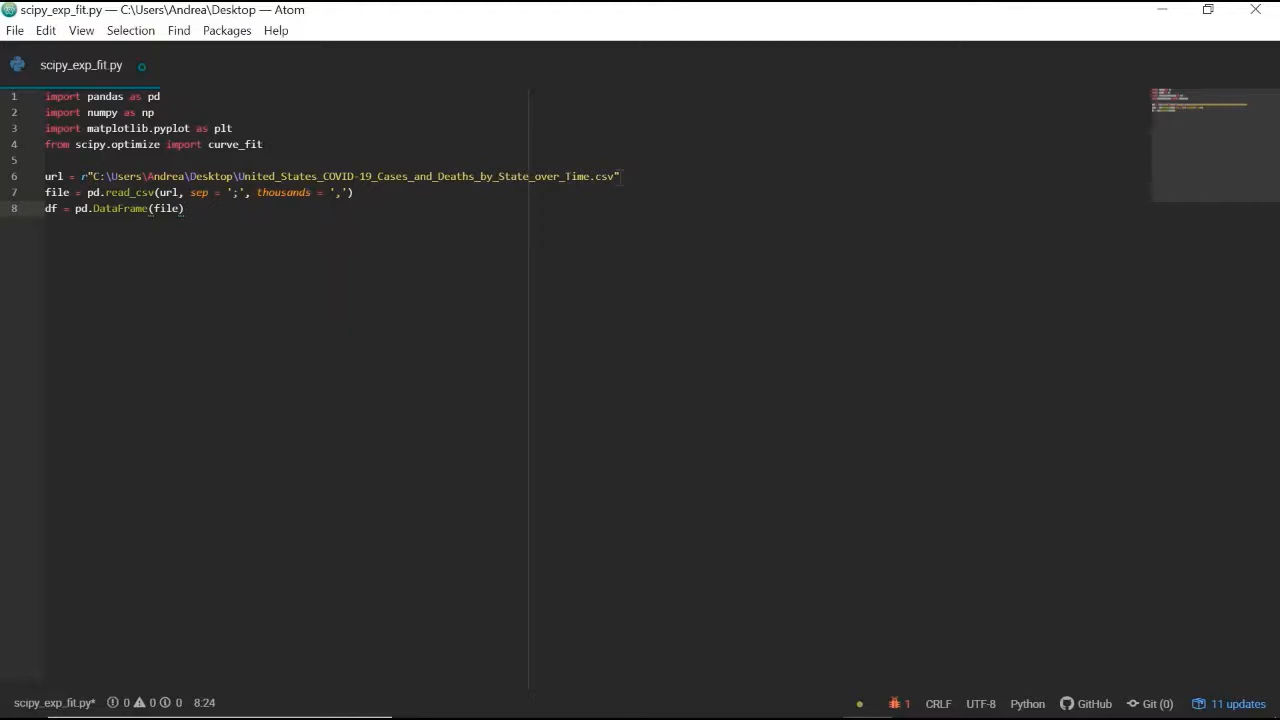 scipy_exp_fit.py — C:\Users\Andrea\Desktop — Atom
File Edit View Selection Find Packages Help
scipy_exp_fit.py
1 import pandas as pd
2 import numpy as np
3 import matplotlib.pyplot as plt
4 from scipy.optimize import curve_fit
5
6 url = r"C:\Users\Andrea\Desktop\United_States_COVID-19_Cases_and_Deaths_by_State_over_Time.csv"
7 file = pd.read_csv(url, sep = ';', thousands = ',')
8 df = pd.DataFrame(file)
scipy_exp_fit.py* 0 0 0 8:24 1 CRLF UTF-8 Python GitHub Git (0) 11 updates